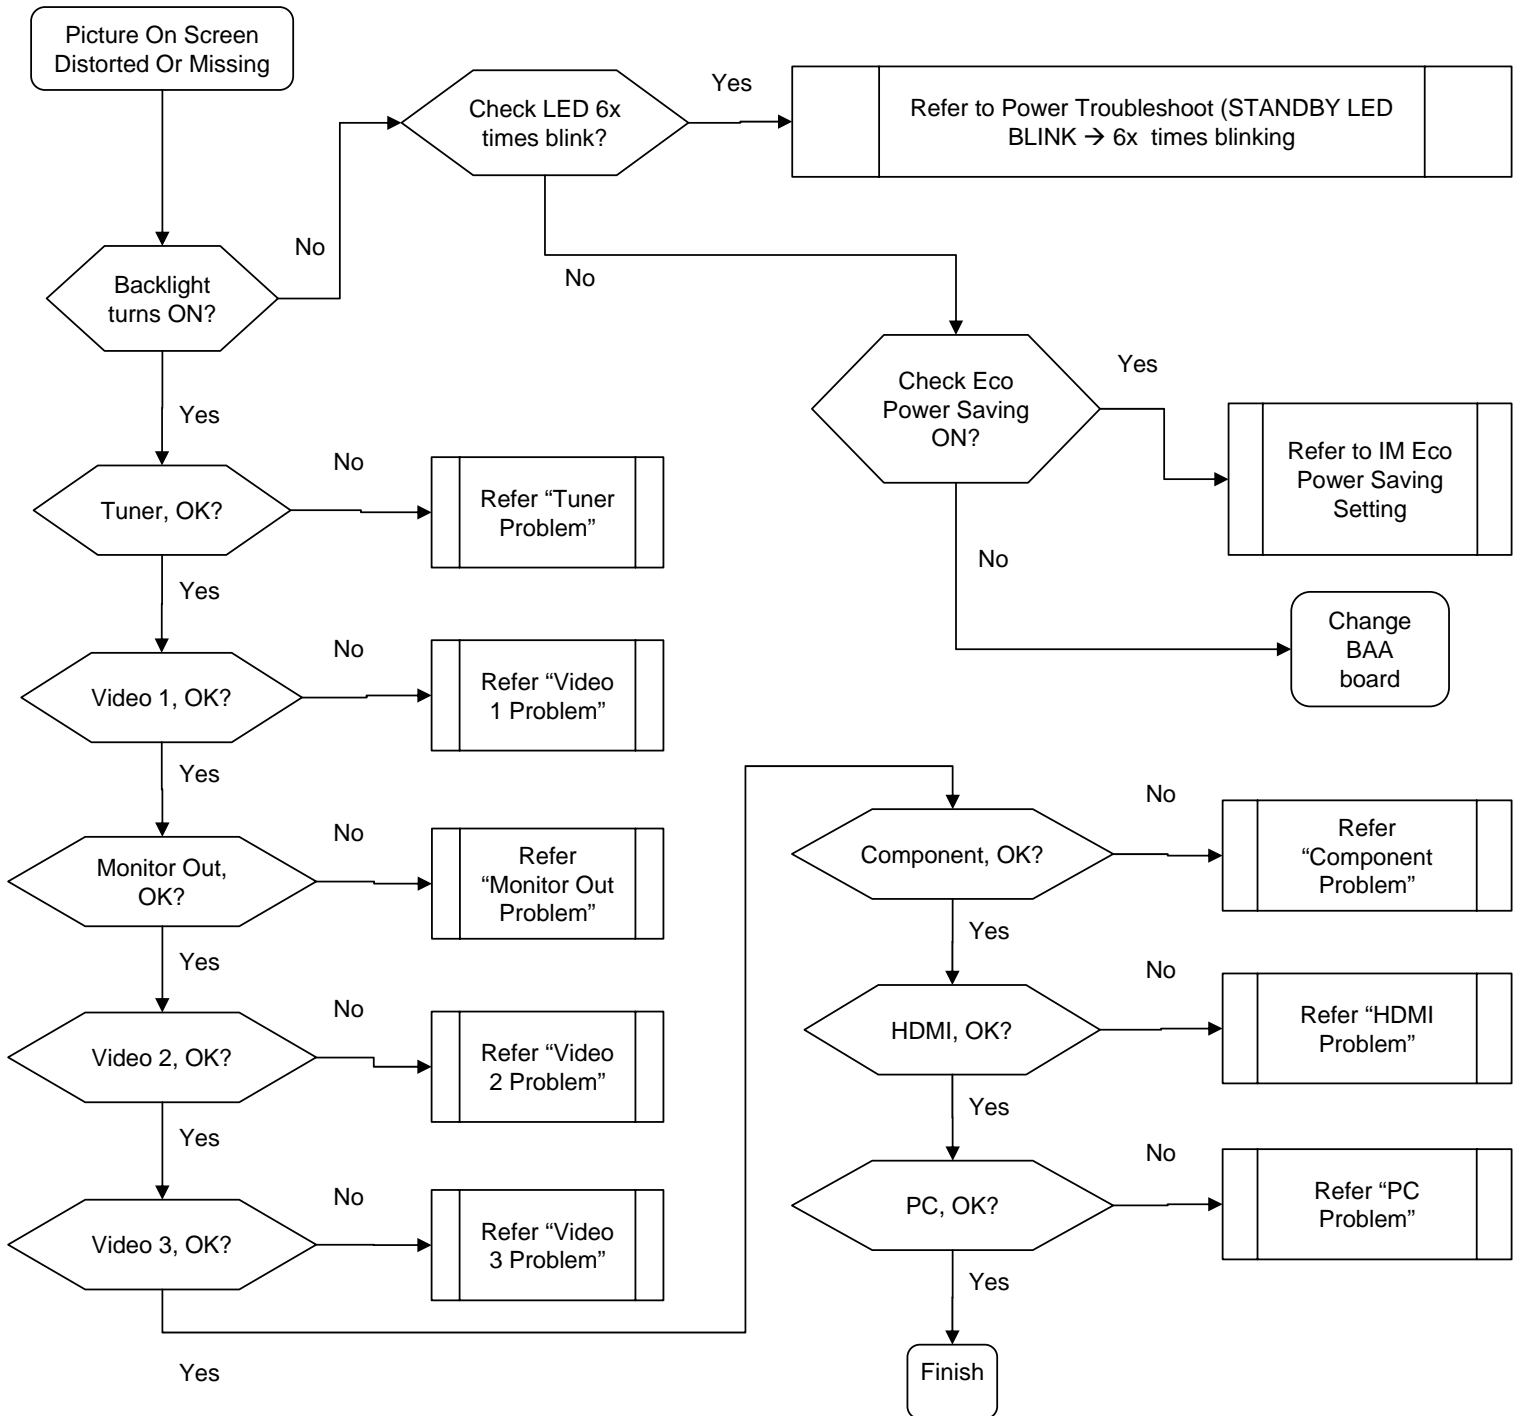 Picture On Screen
Distorted Or Missing
Check LED 6x
times blink?
Yes
Refer to Power Troubleshoot (STANDBY LED
BLINK → 6x  times blinking
No
No
Backlight
turns ON?
Yes
Check Eco
Power Saving
ON?
Yes
Refer to IM Eco
Power Saving
Setting
No
Change
BAA
board
Tuner, OK?
No
Refer “Tuner
Problem”
Yes
Video 1, OK?
No
Refer “Video
1 Problem”
Yes
Monitor Out,
OK?
No
Refer
“Monitor Out
Problem”
Yes
Video 2, OK?
No
Refer “Video
2 Problem”
Yes
Video 3, OK?
No
Refer “Video
3 Problem”
Yes
Component, OK?
No
Refer
“Component
Problem”
Yes
HDMI, OK?
No
Refer “HDMI
Problem”
Yes
PC, OK?
No
Refer “PC
Problem”
Yes
Finish